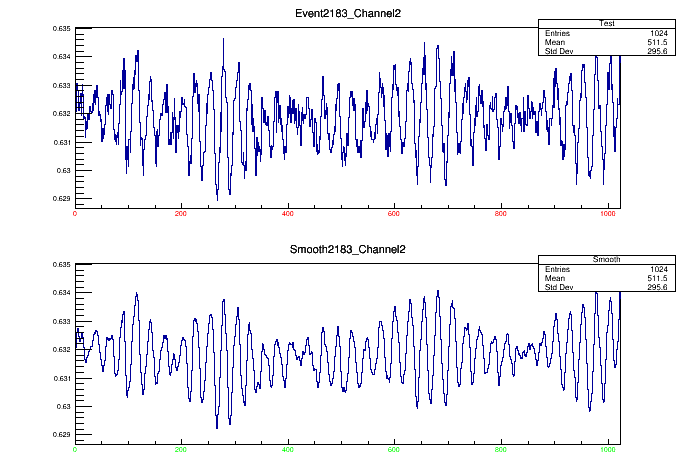 Event2183_Channel2
Test
Entries 1024
Mean 511.5
Std Dev 295.6
0.635
0.634
0.633
0.632
0.631
0.63
0.629
0 200 400 600 800 1000
Smooth2183_Channel2
Smooth
Entries 1024
Mean 511.5
Std Dev 295.6
0.635
0.634
0.633
0.632
0.631
0.63
0.629
0 200 400 600 800 1000